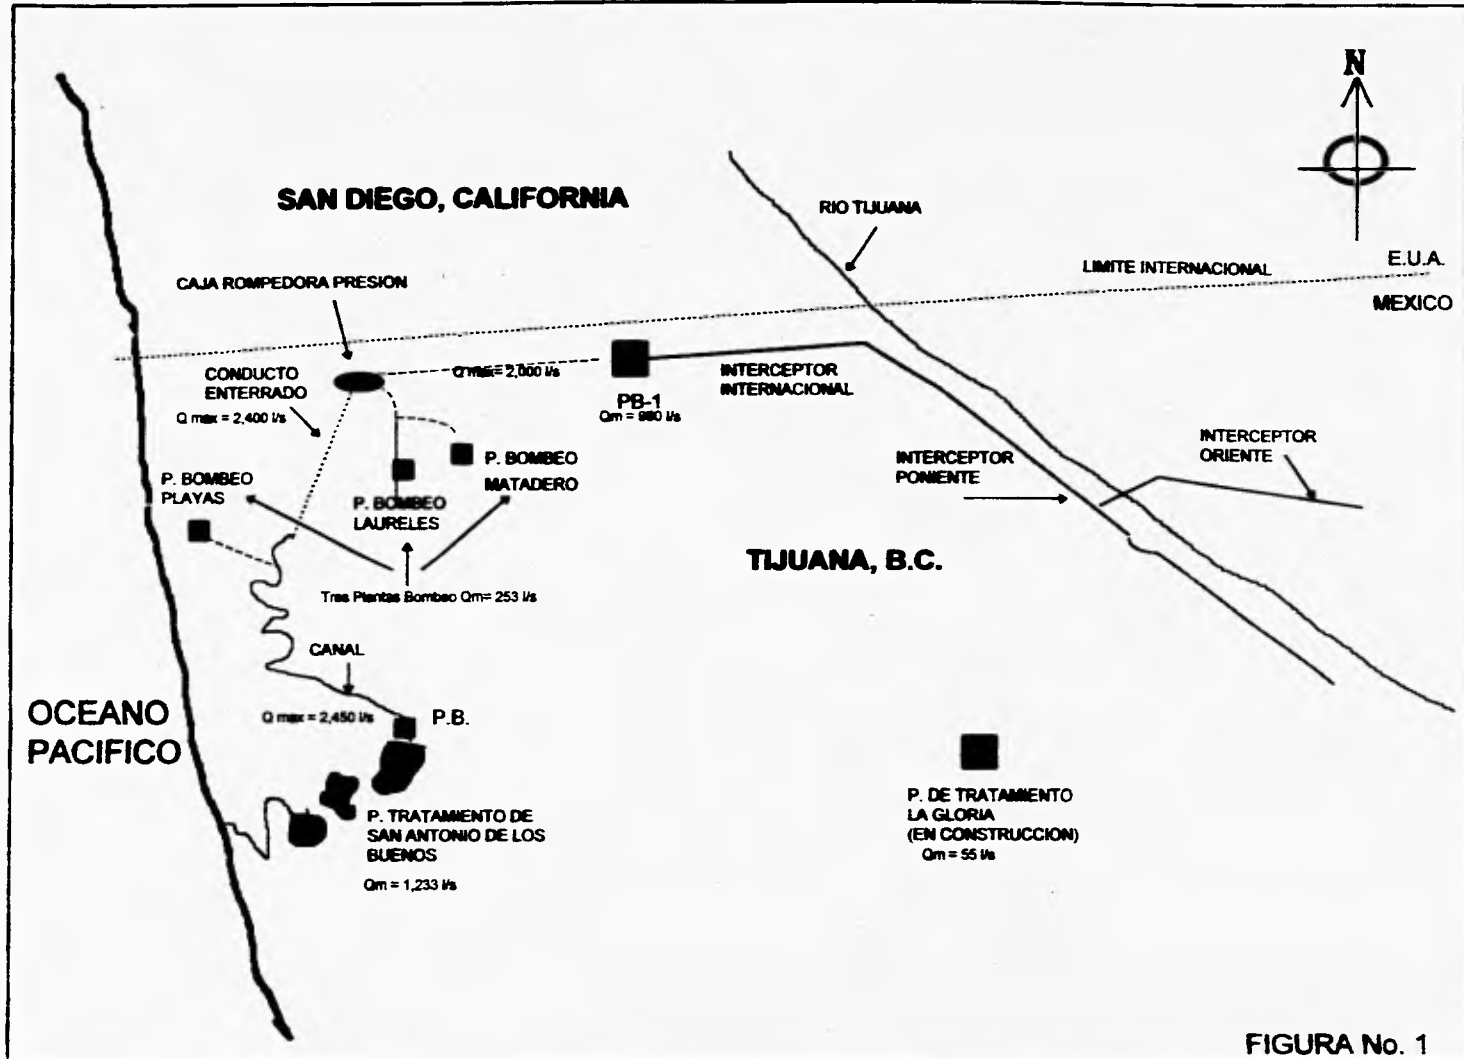 N
SAN DIEGO, CALIFORNIA
RIO TIJUANA
E.U.A.
LIMITE INTERNACIONAL
CAJA ROMPEDORA PRESION
MEXICO
CONDUCTO
ENTERRADO
Q max = 2,400 l/s
Q max= 2,000 l/s
INTERCEPTOR
INTERNACIONAL
PB-1
Qm = 980 l/s
INTERCEPTOR
ORIENTE
INTERCEPTOR
PONIENTE
P. BOMBEO
MATADERO
P. BOMBEO
PLAYAS
P. BOMBEO
LAURELES
TIJUANA, B.C.
Tres Plantas Bombeo Qm= 253 l/s
CANAL
OCEANO
PACIFICO
Q max = 2,450 l/s
P.B.
P. TRATAMIENTO DE
SAN ANTONIO DE LOS
BUENOS
Qm = 1,233 l/s
P. DE TRATAMIENTO
LA GLORIA
(EN CONSTRUCCION)
Qm = 55 l/s
FIGURA No. 1